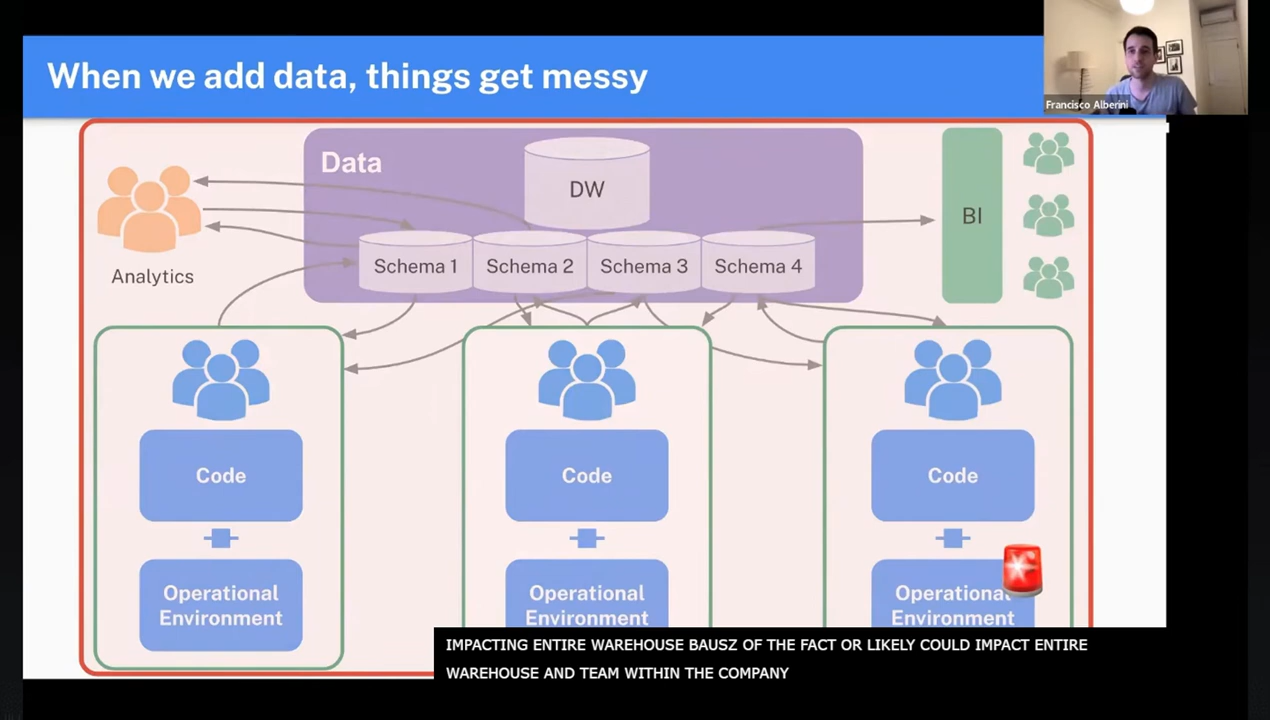 When we add data, things get messy
Francisco Alberini
Data
DW
BI
Analytics
Schema 1
Schema 2
Schema 3
Schema 4
Code
Code
Code
Operational
Environment
Operational
Environment
Operational
Environment
IMPACTING ENTIRE WAREHOUSE BAUSZ OF THE FACT OR LIKELY COULD IMPACT ENTIRE
WAREHOUSE AND TEAM WITHIN THE COMPANY